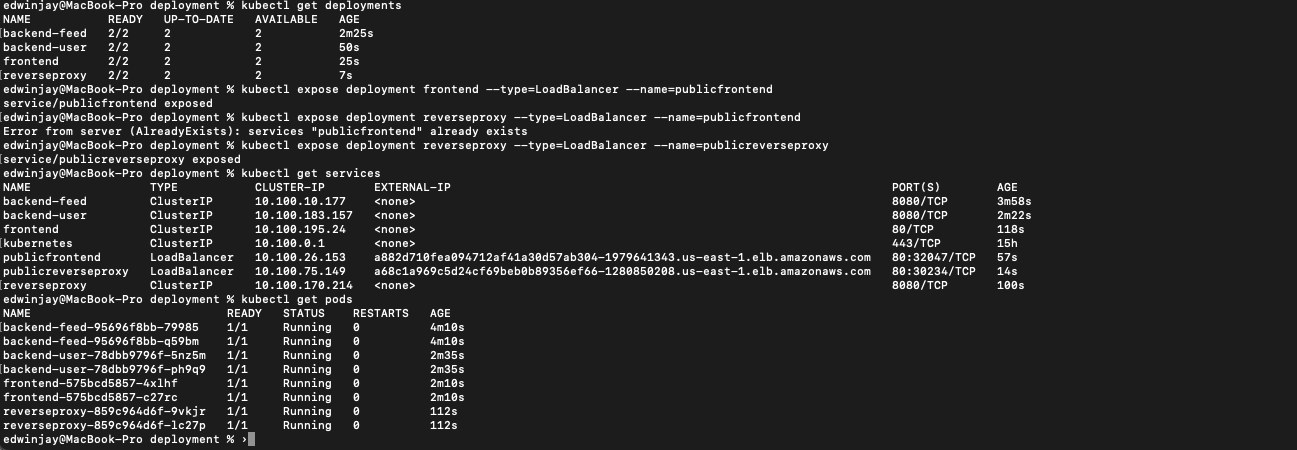 edwinjay@MacBook-Pro deployment % kubectl get deployments
NAME READY UP-TO-DATE AVAILABLE AGE
[backend-feed 2/2 2 2 2m25s
backend-user 2/2 2 2 50s
frontend 2/2 2 2 25s
[reverseproxy 2/2 2 2 7s
edwinjay@MacBook-Pro deployment % kubectl expose deployment frontend --type=LoadBalancer --name=publicfrontend
service/publicfrontend exposed
[edwinjay@MacBook-Pro deployment % kubectl expose deployment reverseproxy --type=LoadBalancer --name=publicfrontend
Error from server (AlreadyExists): services "publicfrontend" already exists
edwinjay@MacBook-Pro deployment % kubectl expose deployment reverseproxy --type=LoadBalancer --name=publicreverseproxy
[service/publicreverseproxy exposed
edwinjay@MacBook-Pro deployment % kubectl get services
NAME TYPE CLUSTER-IP EXTERNAL-IP PORT(S) AGE
backend-feed ClusterIP 10.100.10.177 <none> 8080/TCP 3m58s
backend-user ClusterIP 10.100.183.157 <none> 8080/TCP 2m22s
frontend ClusterIP 10.100.195.24 <none> 80/TCP 118s
[kubernetes ClusterIP 10.100.0.1 <none> 443/TCP 15h
publicfrontend LoadBalancer 10.100.26.153 a882d710fea094712af41a30d57ab304-1979641343.us-east-1.elb.amazonaws.com 80:32047/TCP 57s
publicreverseproxy LoadBalancer 10.100.75.149 a68c1a969c5d24cf69beb0b89356ef66-1280850208.us-east-1.elb.amazonaws.com 80:30234/TCP 14s
[reverseproxy ClusterIP 10.100.170.214 <none> 8080/TCP 100s
edwinjay@MacBook-Pro deployment % kubectl get pods
NAME READY STATUS RESTARTS AGE
[backend-feed-95696f8bb-79985 1/1 Running 0 4m10s
backend-feed-95696f8bb-q59bm 1/1 Running 0 4m10s
backend-user-78dbb9796f-5nz5m 1/1 Running 0 2m35s
[backend-user-78dbb9796f-ph9q9 1/1 Running 0 2m35s
frontend-575bcd5857-4xlhf 1/1 Running 0 2m10s
frontend-575bcd5857-c27rc 1/1 Running 0 2m10s
reverseproxy-859c964d6f-9vkjr 1/1 Running 0 112s
reverseproxy-859c964d6f-lc27p 1/1 Running 0 112s
edwinjay@MacBook-Pro deployment % ›